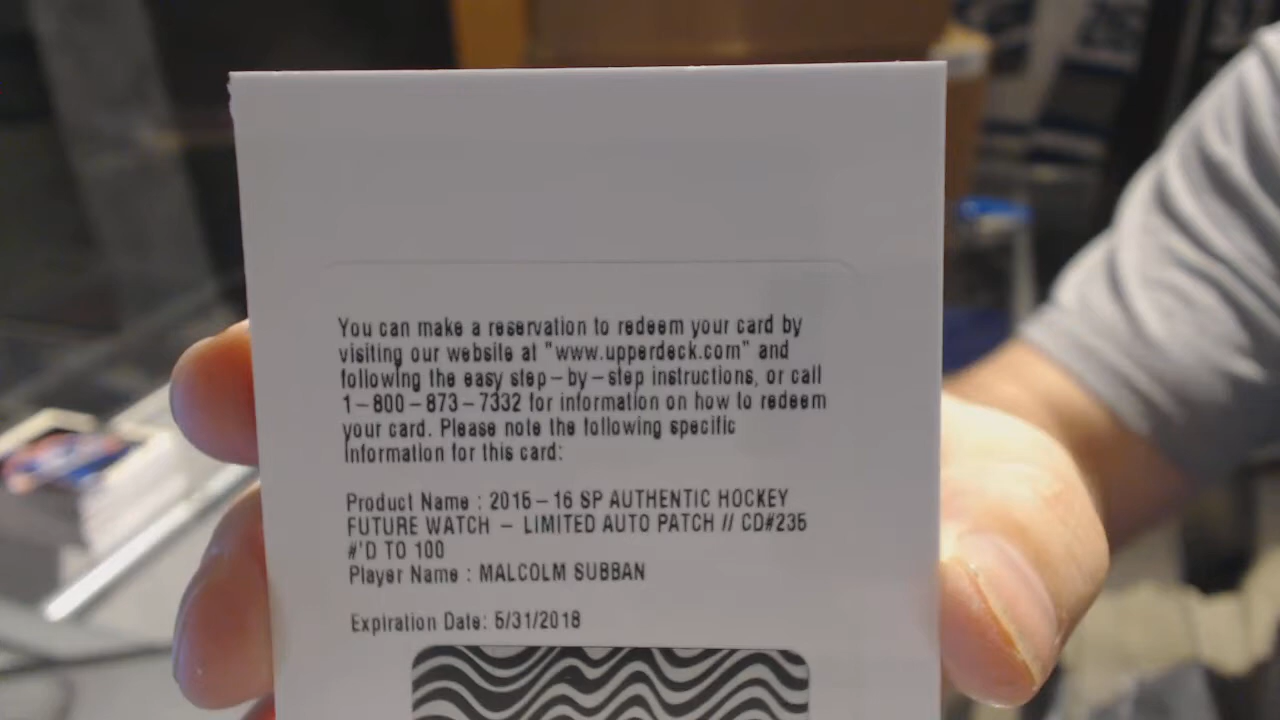 You can make a reservation to redeem your card by
visiting our website at "www.upperdeck.com" and
following the easy step-by-step instructions, or call
1-800-873-7332 for information on how to redeem
your card. Please note the following specific
information for this card:
Product Name : 2015-16 SP AUTHENTIC HOCKEY
FUTURE WATCH - LIMITED AUTO PATCH // CD#235
#'D TO 100
Player Name : MALCOLM SUBBAN
Expiration Date: 5/31/2018